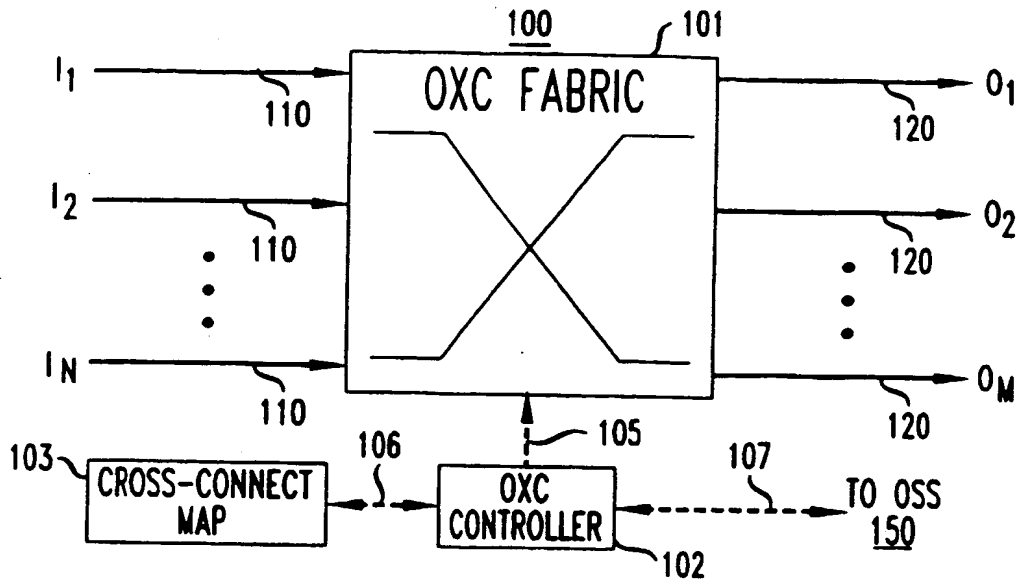 100
101
I1
110
OXC FABRIC
120
O1
I2
110
120
O2
IN
110
120
OM
105
103
CROSS-CONNECT
MAP
106
OXC
CONTROLLER
102
107
TO OSS
150